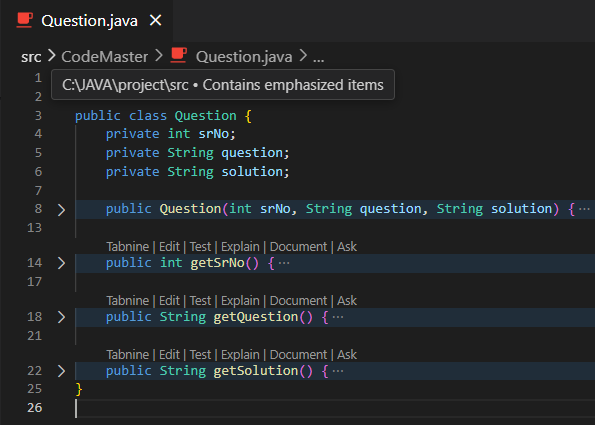 Question.java ×
src > CodeMaster > Question.java > ...
1
C:\JAVA\project\src • Contains emphasized items
2
3 public class Question {
4 private int srNo;
5 private String question;
6 private String solution;
7
8 > public Question(int srNo, String question, String solution) { ···
13
Tabnine | Edit | Test | Explain | Document | Ask
14 > public int getSrNo() { ···
17
Tabnine | Edit | Test | Explain | Document | Ask
18 > public String getQuestion() { ···
21
Tabnine | Edit | Test | Explain | Document | Ask
22 > public String getSolution() { ···
25 }
26